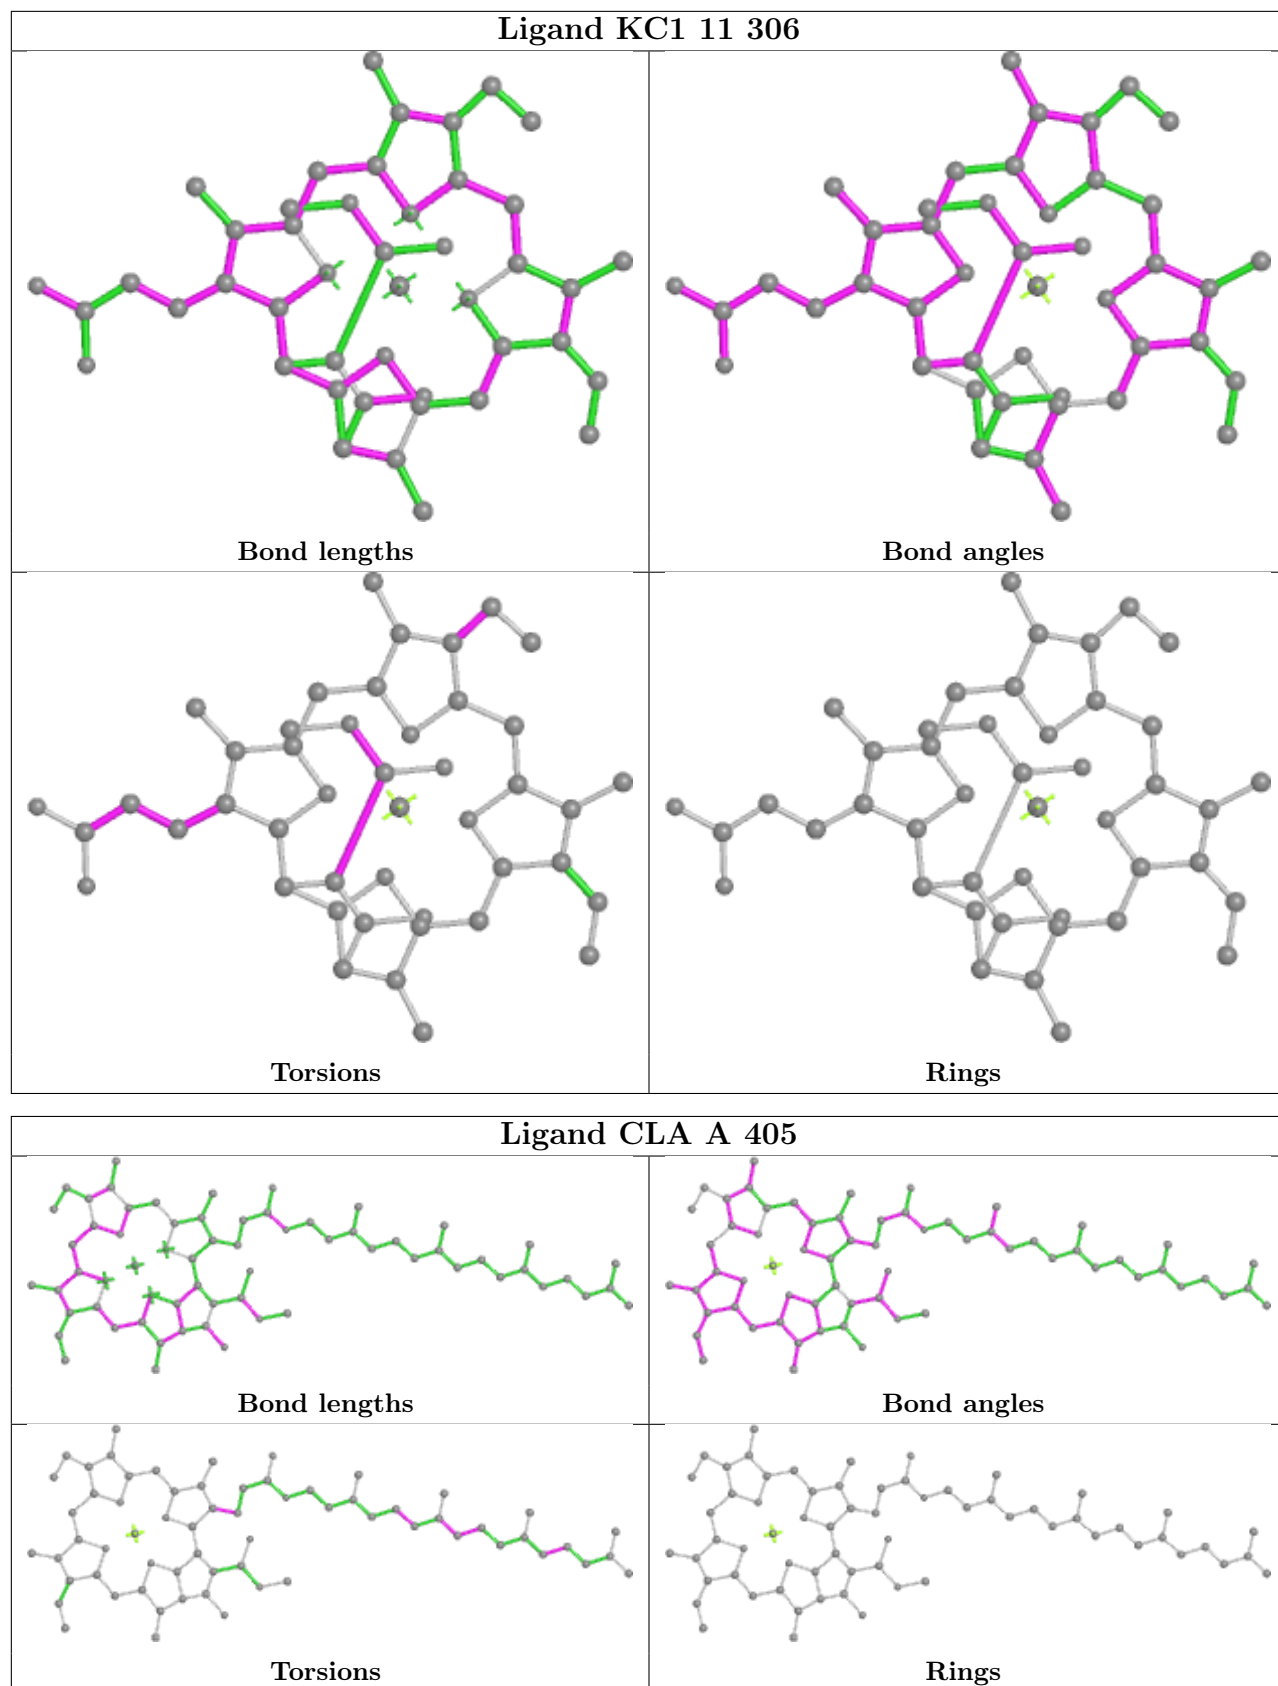 Ligand KC1 11 306
Bond lengths
Bond angles
Torsions
Rings
Ligand CLA A 405
Bond lengths
Bond angles
Torsions
Rings